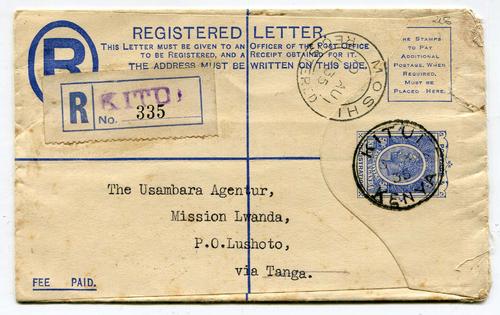 REGISTERED LETTER.
THIS LETTER MUST BE GIVEN TO AN OFFICER OF THE POST OFFICE
TO BE REGISTERED, AND A RECEIPT OBTAINED FOR IT.
THE ADDRESS MUST BE WRITTEN ON THIS SIDE.
R
THE STAMPS
TO PAY
ADDITIONAL
POSTAGE, WHEN
REQUIRED,
MUST BE
PLACED HERE.
MOSHI
AU
35
R
KITUI
No. 335
KITUI
35
KENYA
The Usambara Agentur,
Mission Lwanda,
P.O.Lushoto,
via Tanga.
FEE PAID.